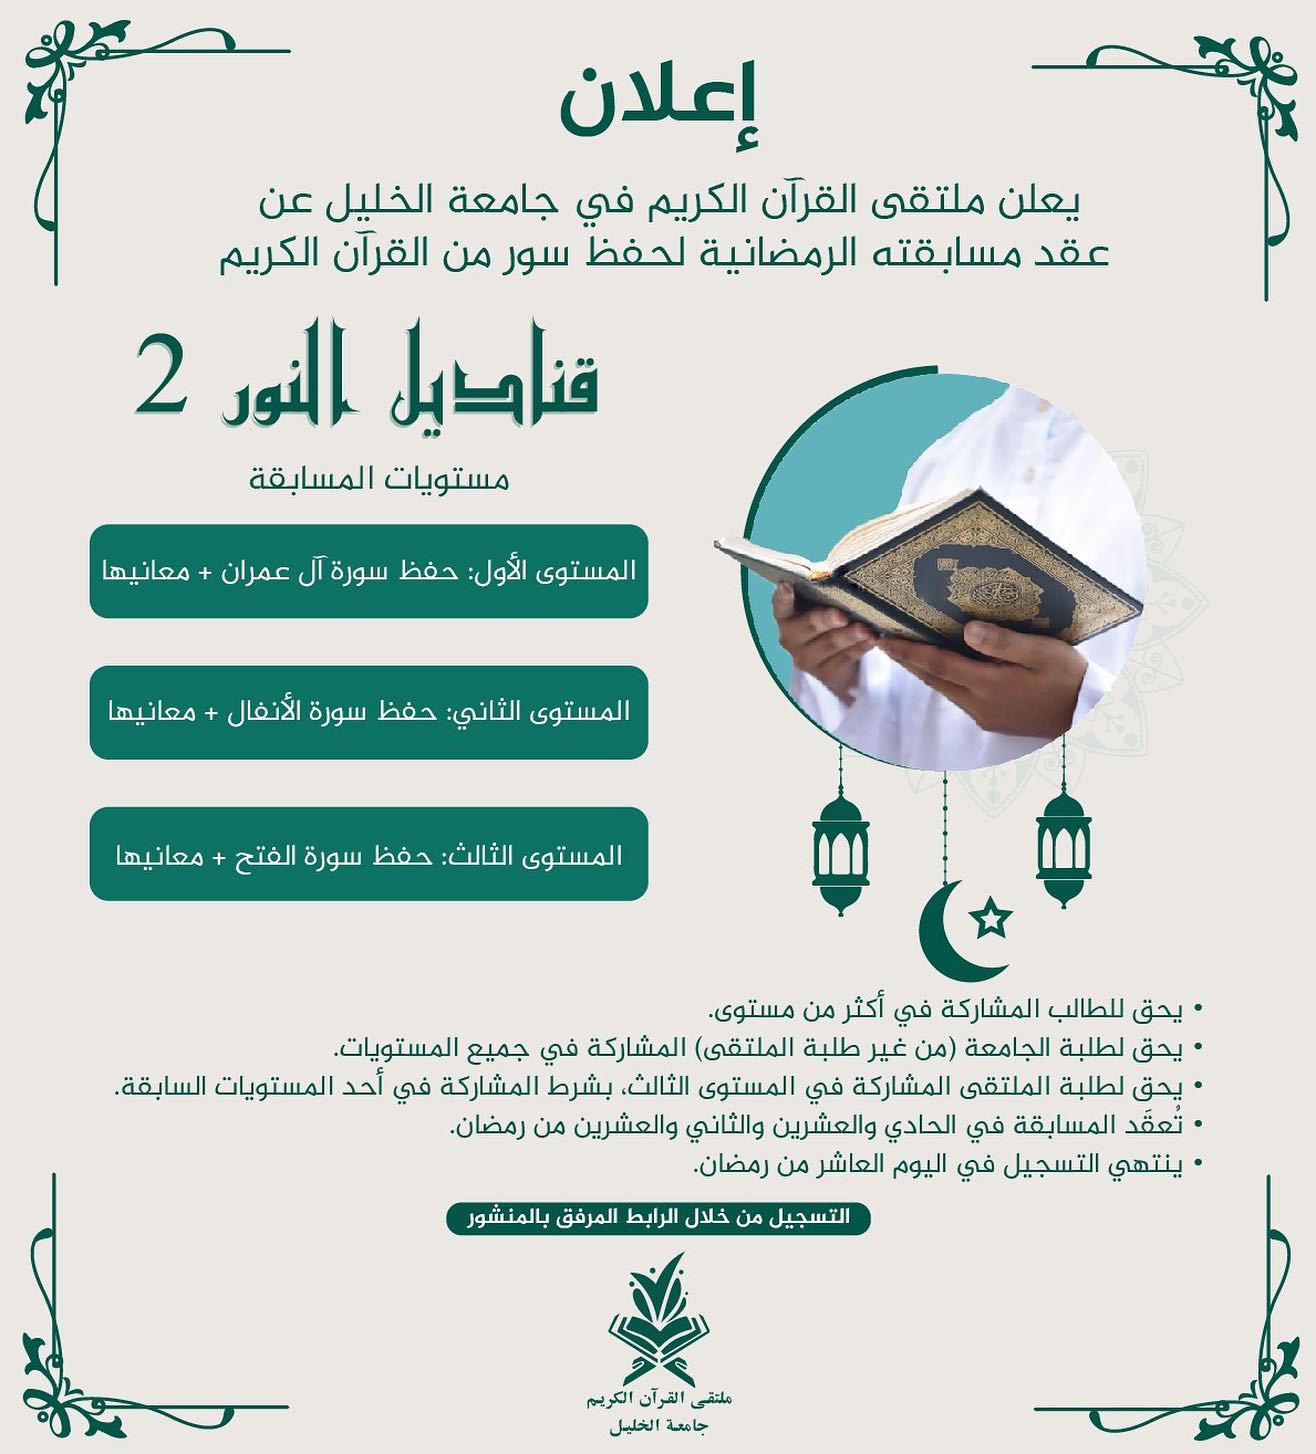 إعلان
يعلن ملتقى القرآن الكريم في جامعة الخليل عن
عقد مسابقته الرمضانية لحفظ سور من القرآن الكريم
قناديل النور 2
مستويات المسابقة
المستوى الأول: حفظ سورة آل عمران + معانيها
المستوى الثاني: حفظ سورة الأنفال + معانيها
المستوى الثالث: حفظ سورة الفتح + معانيها
• يحق للطالب المشاركة في أكثر من مستوى.
• يحق لطلبة الجامعة (من غير طلبة الملتقى) المشاركة في جميع المستويات.
• يحق لطلبة الملتقى المشاركة في المستوى الثالث، بشرط المشاركة في أحد المستويات السابقة.
• تُعقَد المسابقة في الحادي والعشرين والثاني والعشرين من رمضان.
• ينتهي التسجيل في اليوم العاشر من رمضان.
التسجيل من خلال الرابط المرفق بالمنشور
ملتقى القرآن الكريم
جامعة الخليل